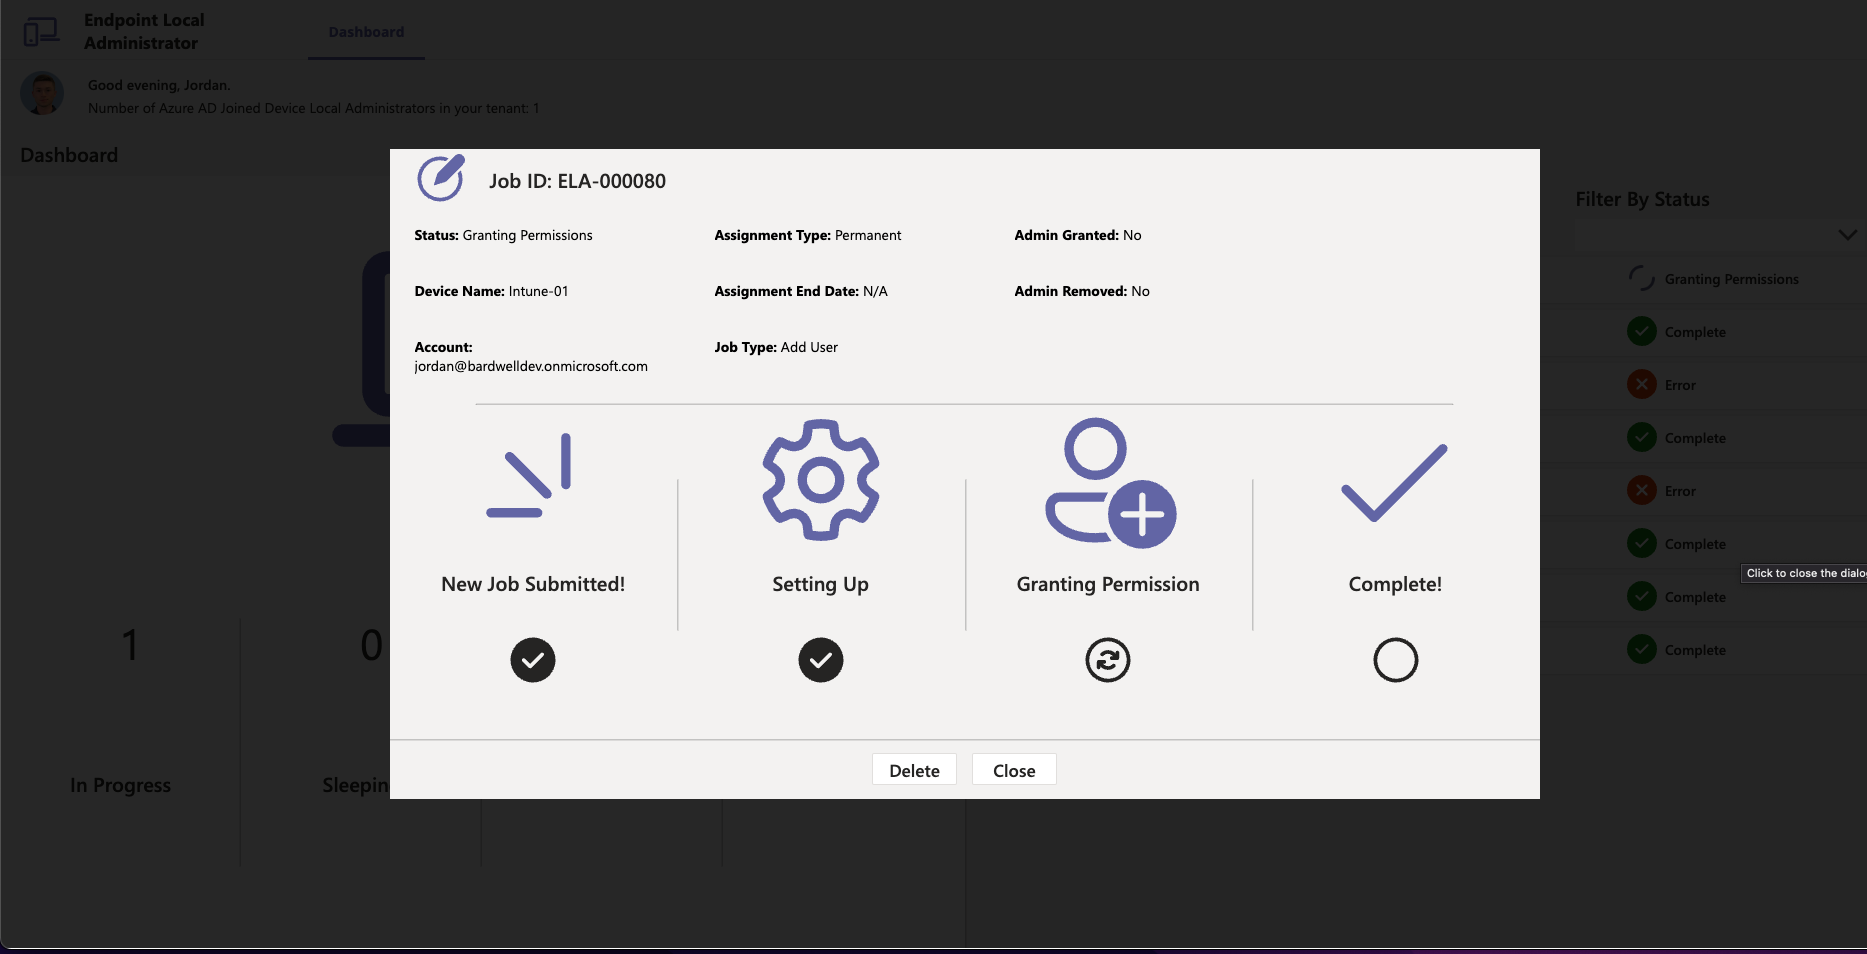 Endpoint Local
Administrator
Dashboard
Good evening, Jordan.
Number of Azure AD Joined Device Local Administrators in your tenant: 1
Dashboard
Job ID: ELA-000080
Status: Granting Permissions
Assignment Type: Permanent
Admin Granted: No
Device Name: Intune-01
Assignment End Date: N/A
Admin Removed: No
Account:
jordan@bardwelldev.onmicrosoft.com
Job Type: Add User
New Job Submitted!
Setting Up
Granting Permission
Complete!
Delete
Close
1
0
In Progress
Sleepin
Filter By Status
Granting Permissions
Complete
Error
Complete
Error
Complete
Click to close the dialo
Complete
Complete